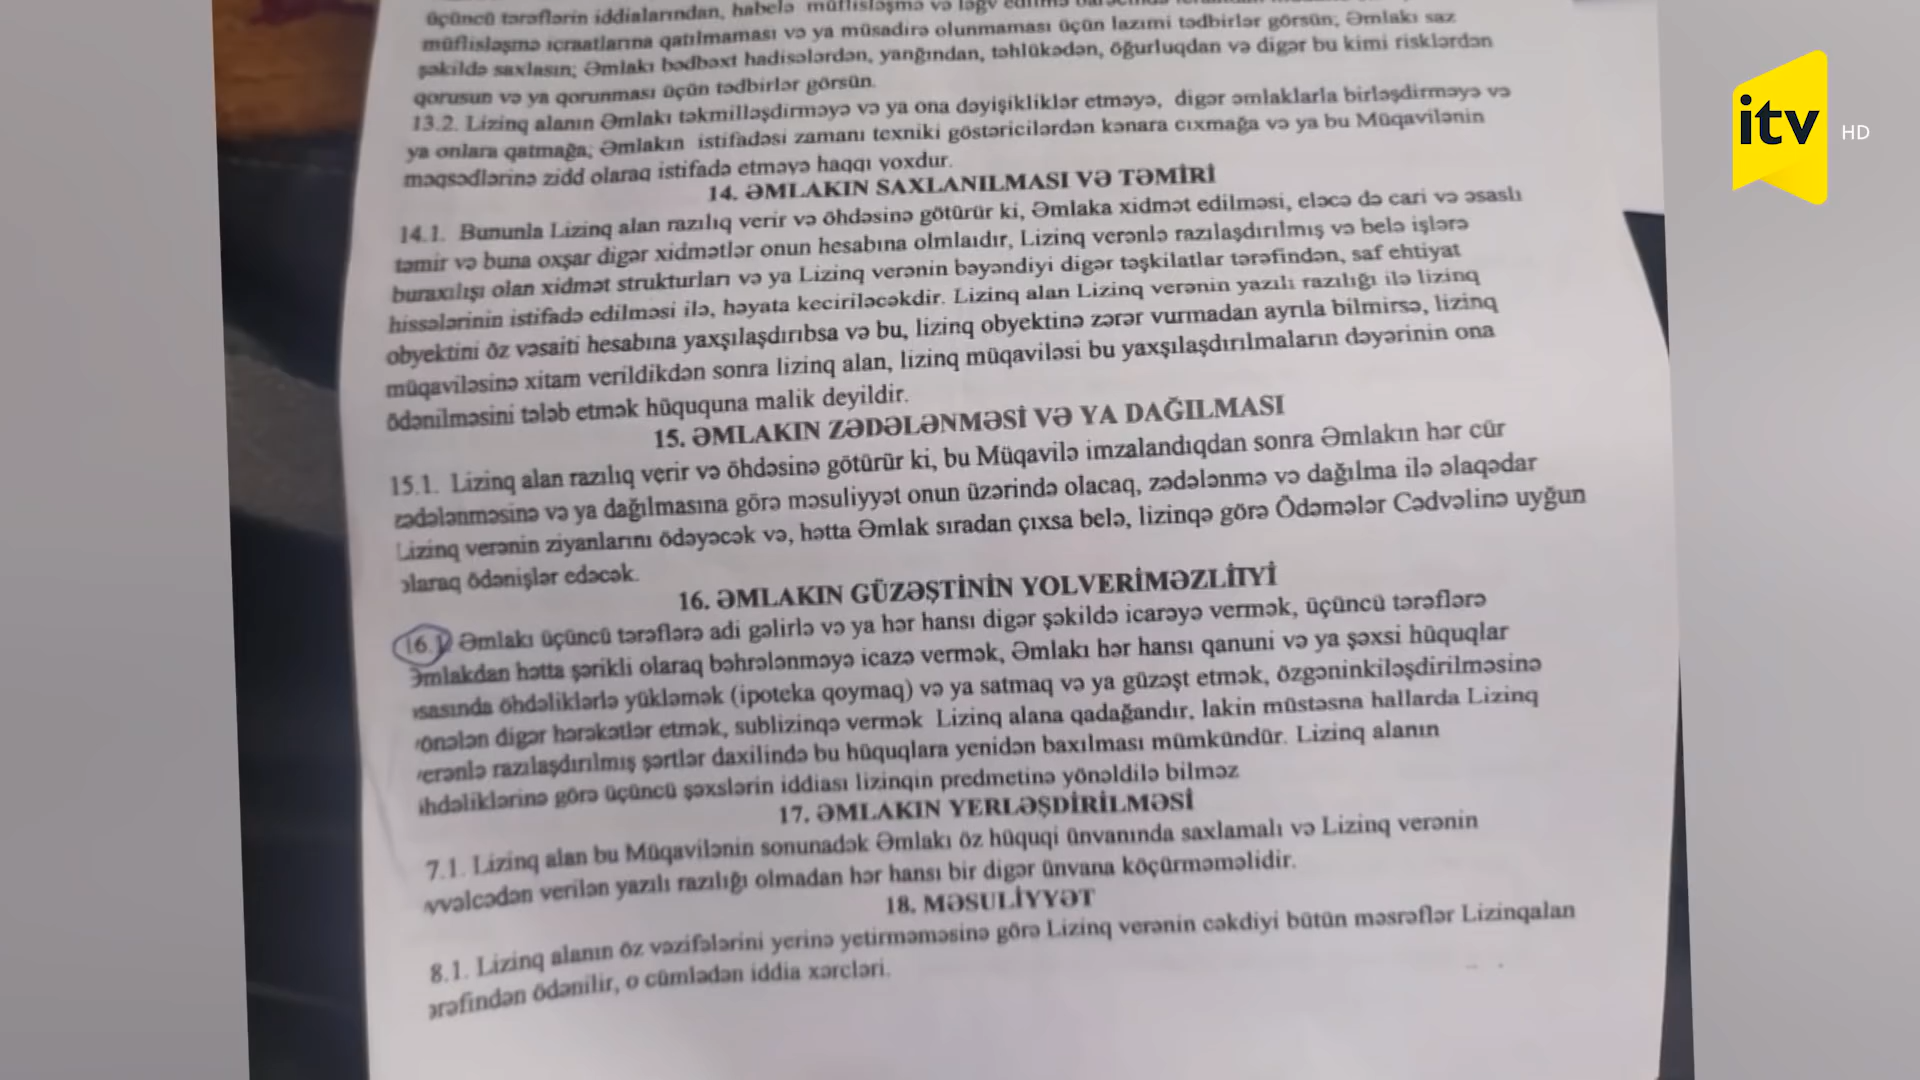 üçüncü tərəflərin iddialarından, habelə müflisləşmə və ləğv
müflisləşmə icraatlarına qatılmaması və ya müsadirə olunmaması üçün lazımi tədbirlər görsün; Əmlakı saz
şəkildə saxlasın; Əmlakı bədbəxt hadisələrdən, yanğından, təhlükədən, öğurluqdan və digər bu kimi risklərdən
qorusun və ya qorunması üçün tədbirlər görsün.
13.2. Lizinq alanın Əmlakı təkmilləşdirməyə və ya ona dəyişikliklər etməyə, digər əmlaklarla birləşdirməyə və
ya onlara qatmağa; Əmlakın istifadəsi zamanı texniki göstəricilərdən kənara cıxmağa və ya bu Müqavilənin
məqsədlərinə zidd olaraq istifadə etməyə haqqı yoxdur.
14. ƏMLAKIN SAXLANILMASI VƏ TƏMİRİ
14.1. Bununla Lizinq alan razılıq verir və öhdəsinə götürür ki, Əmlaka xidmət edilməsi, eləcə də cari və əsaslı
təmir və buna oxşar digər xidmətlər onun hesabına olmlaıdır, Lizinq verənlə razılaşdırılmış və belə işlərə
buraxılışı olan xidmət strukturları və ya Lizinq verənin bəyəndiyi digər təşkilatlar tərəfindən, saf ehtiyat
hissələrinin istifadə edilməsi ilə, həyata keciriləcəkdir. Lizinq alan Lizinq verənin yazılı razılığı ilə lizinq
obyektini öz vəsaiti hesabına yaxşılaşdırıbsa və bu, lizinq obyektinə zərər vurmadan ayrıla bilmirsə, lizinq
müqaviləsinə xitam verildikdən sonra lizinq alan, lizinq müqaviləsi bu yaxşılaşdırılmaların dəyərinin ona
ödənilməsini tələb etmək hüququna malik deyildir.
15. ƏMLAKIN ZƏDƏLƏNMƏSİ VƏ YA DAĞILMASI
15.1. Lizinq alan razılıq verir və öhdəsinə götürür ki, bu Müqavilə imzalandıqdan sonra Əmlakın hər cür
zədələnməsinə və ya dağılmasına görə məsuliyyət onun üzərində olacaq, zədələnmə və dağılma ilə əlaqədar
Lizinq verənin ziyanlarını ödəyəcək və, hətta Əmlak sıradan çıxsa belə, lizinqə görə Ödəmələr Cədvəlinə uyğun
olaraq ödənişlər edəcək.
16. ƏMLAKIN GÜZƏŞTİNİN YOLVERİMƏZLİTYİ
16.1. Əmlakı üçüncü tərəflərə adi gəlirlə və ya hər hansı digər şəkildə icarəyə vermək, üçüncü tərəflərə
Əmlakdan hətta şərikli olaraq bəhrələnməyə icazə vermək, Əmlakı hər hansı qanuni və ya şəxsi hüquqlar
əsasında öhdəliklərlə yükləmək (ipoteka qoymaq) və ya satmaq və ya güzəşt etmək, özgəninkiləşdirilməsinə
yönələn digər hərəkətlər etmək, sublizinqə vermək Lizinq alana qadağandır, lakin müstəsna hallarda Lizinq
verənlə razılaşdırılmış şərtlər daxilində bu hüquqlara yenidən baxılması mümkündür. Lizinq alanın
öhdəliklərinə görə üçüncü şəxslərin iddiası lizinqin predmetinə yönəldilə bilməz
17. ƏMLAKIN YERLƏŞDİRİLMƏSİ
7.1. Lizinq alan bu Müqavilənin sonunadək Əmlakı öz hüquqi ünvanında saxlamalı və Lizinq verənin
əvvəlcədən verilən yazılı razılığı olmadan hər hansı bir digər ünvana köçürməməlidir.
18. MƏSULİYYƏT
8.1. Lizinq alanın öz vəzifələrini yerinə yetirməməsinə görə Lizinq verənin cəkdiyi bütün məsrəflər Lizinqalan
tərəfindən ödənilir, o cümlədən iddia xərcləri.
itv HD